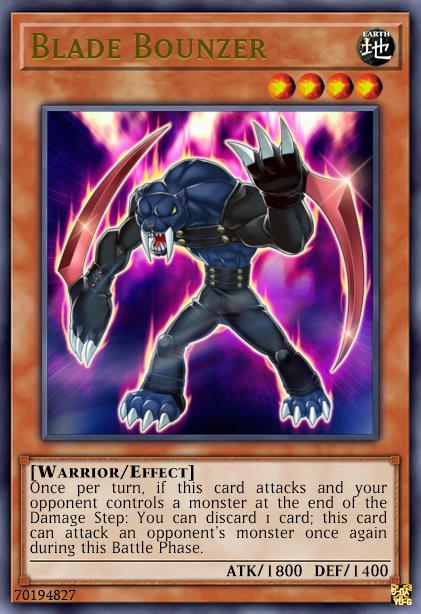 BLADE BOUNZER
EARTH
地
[WARRIOR/EFFECT]
Once per turn, if this card attacks and your
opponent controls a monster at the end of the
Damage Step: You can discard 1 card; this card
can attack an opponent's monster once again
during this Battle Phase.
ATK/1800 DEF/1400
70194827